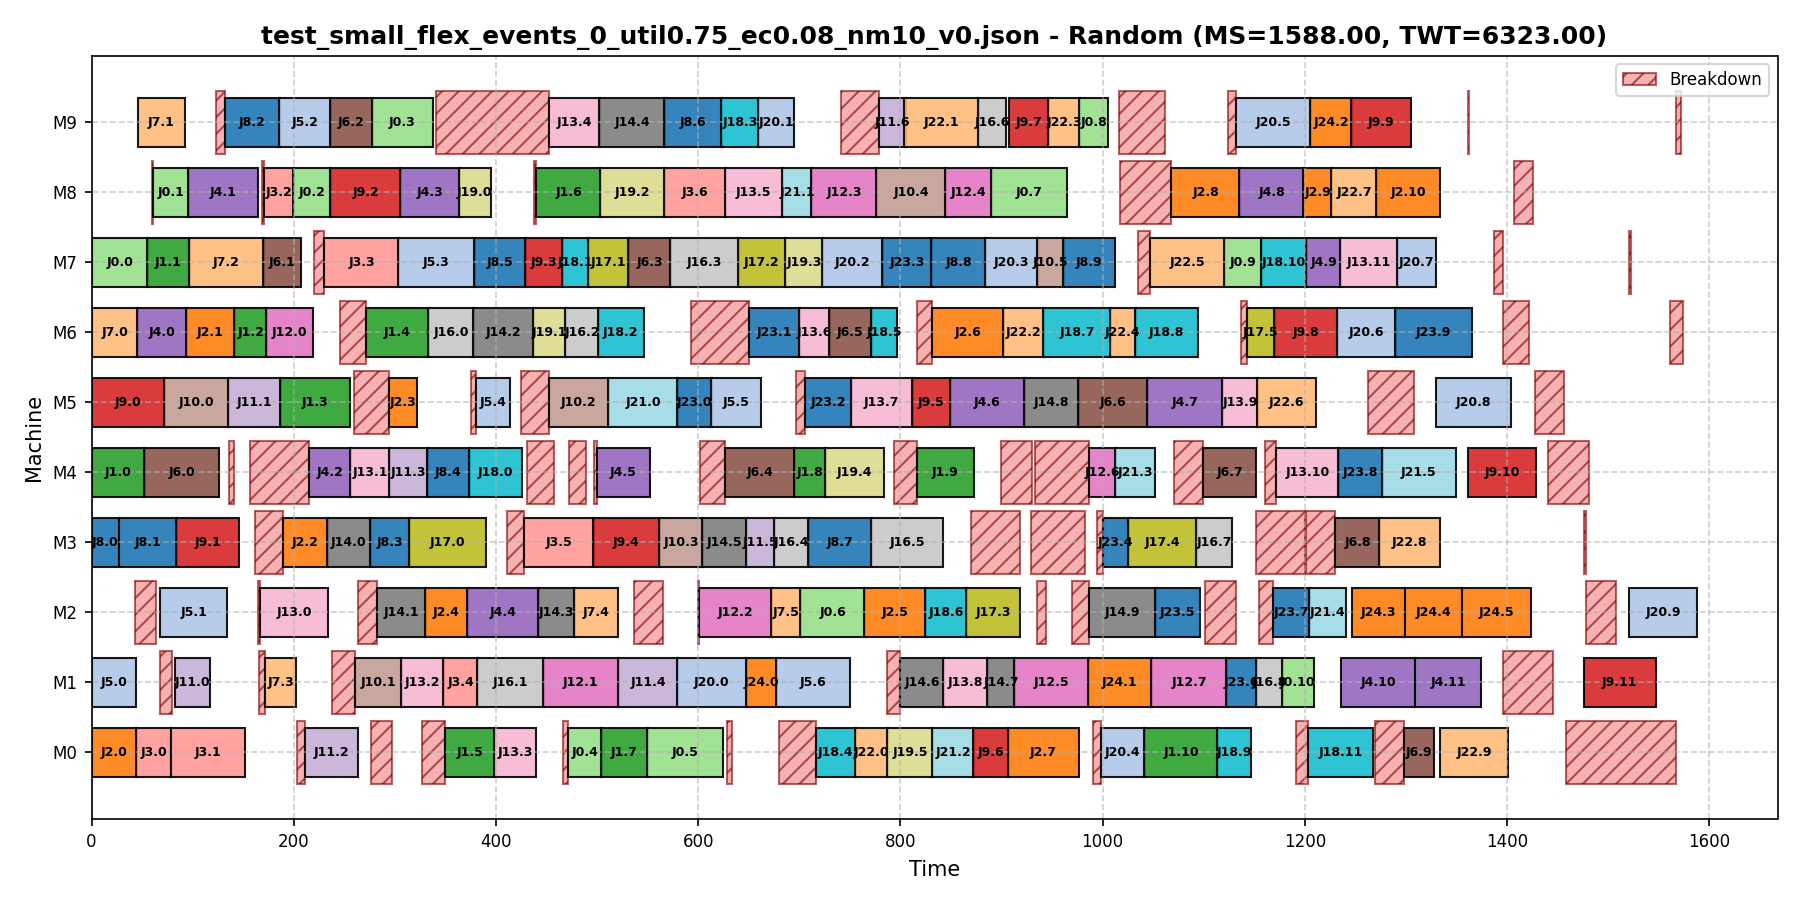 test_small_flex_events_0_util0.75_ec0.08_nm10_v0.json - Random (MS=1588.00, TWT=6323.00)
Breakdown
M9 J7.1 J8.2 J5.2 J6.2 J0.3 J13.4 J14.4 J8.6 J18.3 J20.1 J11.6 J22.1 J16.6 J9.7 J22.3 J0.8 J20.5 J24.2 J9.9
M8 J0.1 J4.1 J3.2 J0.2 J9.2 J4.3 J19.0 J1.6 J19.2 J3.6 J13.5 J21.1 J12.3 J10.4 J12.4 J0.7 J2.8 J4.8 J2.9 J22.7 J2.10
M7 J0.0 J1.1 J7.2 J6.1 J3.3 J5.3 J8.5 J9.3 J18.1 J17.1 J6.3 J16.3 J17.2 J19.3 J20.2 J23.3 J8.8 J20.3 J10.5 J8.9 J22.5 J0.9 J18.10 J4.9 J13.11 J20.7
M6 J7.0 J4.0 J2.1 J1.2 J12.0 J1.4 J16.0 J14.2 J19.1 J16.2 J18.2 J23.1 J13.6 J6.5 J18.5 J2.6 J22.2 J18.7 J22.4 J18.8 J17.5 J9.8 J20.6 J23.9
M5 J9.0 J10.0 J11.1 J1.3 J2.3 J5.4 J10.2 J21.0 J23.0 J5.5 J23.2 J13.7 J9.5 J4.6 J14.8 J6.6 J4.7 J13.9 J22.6 J20.8
M4 J1.0 J6.0 J4.2 J13.1 J11.3 J8.4 J18.0 J4.5 J6.4 J1.8 J19.4 J1.9 J12.6 J21.3 J6.7 J13.10 J23.8 J21.5 J9.10
M3 J8.0 J8.1 J9.1 J2.2 J14.0 J8.3 J17.0 J3.5 J9.4 J10.3 J14.5 J11.5 J16.4 J8.7 J16.5 J23.4 J17.4 J16.7 J6.8 J22.8
M2 J5.1 J13.0 J14.1 J2.4 J4.4 J14.3 J7.4 J12.2 J7.5 J0.6 J2.5 J18.6 J17.3 J14.9 J23.5 J23.7 J21.4 J24.3 J24.4 J24.5 J20.9
M1 J5.0 J11.0 J7.3 J10.1 J13.2 J3.4 J16.1 J12.1 J11.4 J20.0 J24.0 J5.6 J14.6 J13.8 J14.7 J12.5 J24.1 J12.7 J23.6 J16.8 J0.10 J4.10 J4.11 J9.11
M0 J2.0 J3.0 J3.1 J11.2 J1.5 J13.3 J0.4 J1.7 J0.5 J18.4 J22.0 J19.5 J21.2 J9.6 J2.7 J20.4 J1.10 J18.9 J18.11 J6.9 J22.9
0 200 400 600 800 1000 1200 1400 1600
Time
Machine